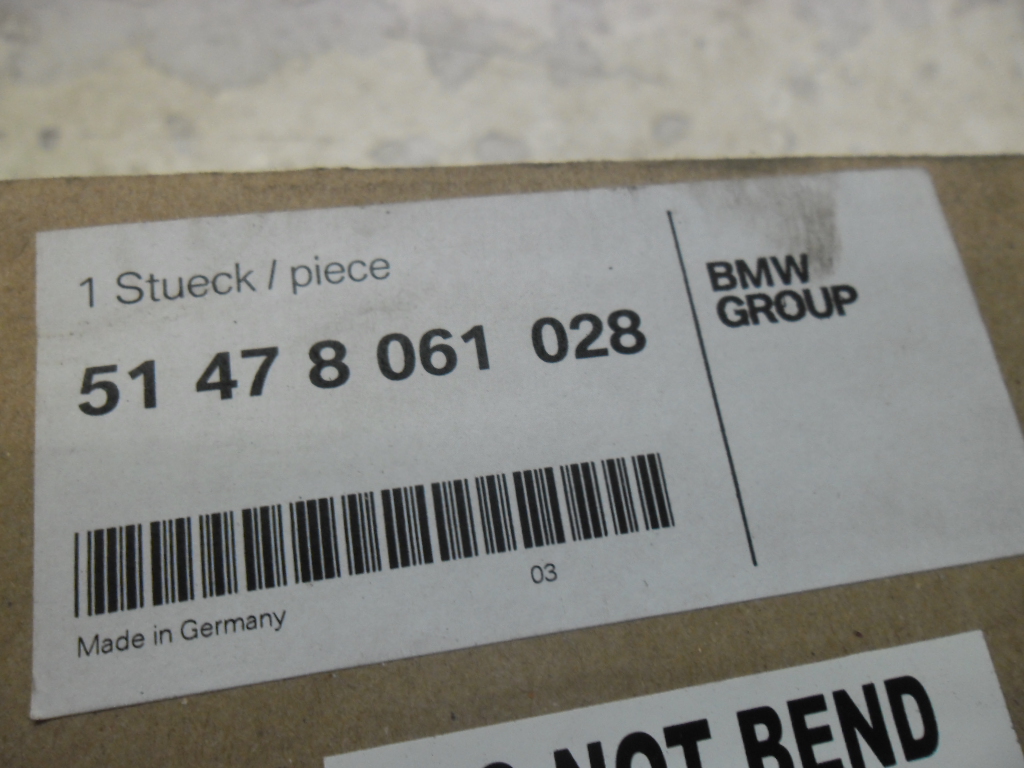 1 Stueck / piece
51 47 8 061 028
BMW
GROUP
03
Made in Germany
NOT BEND